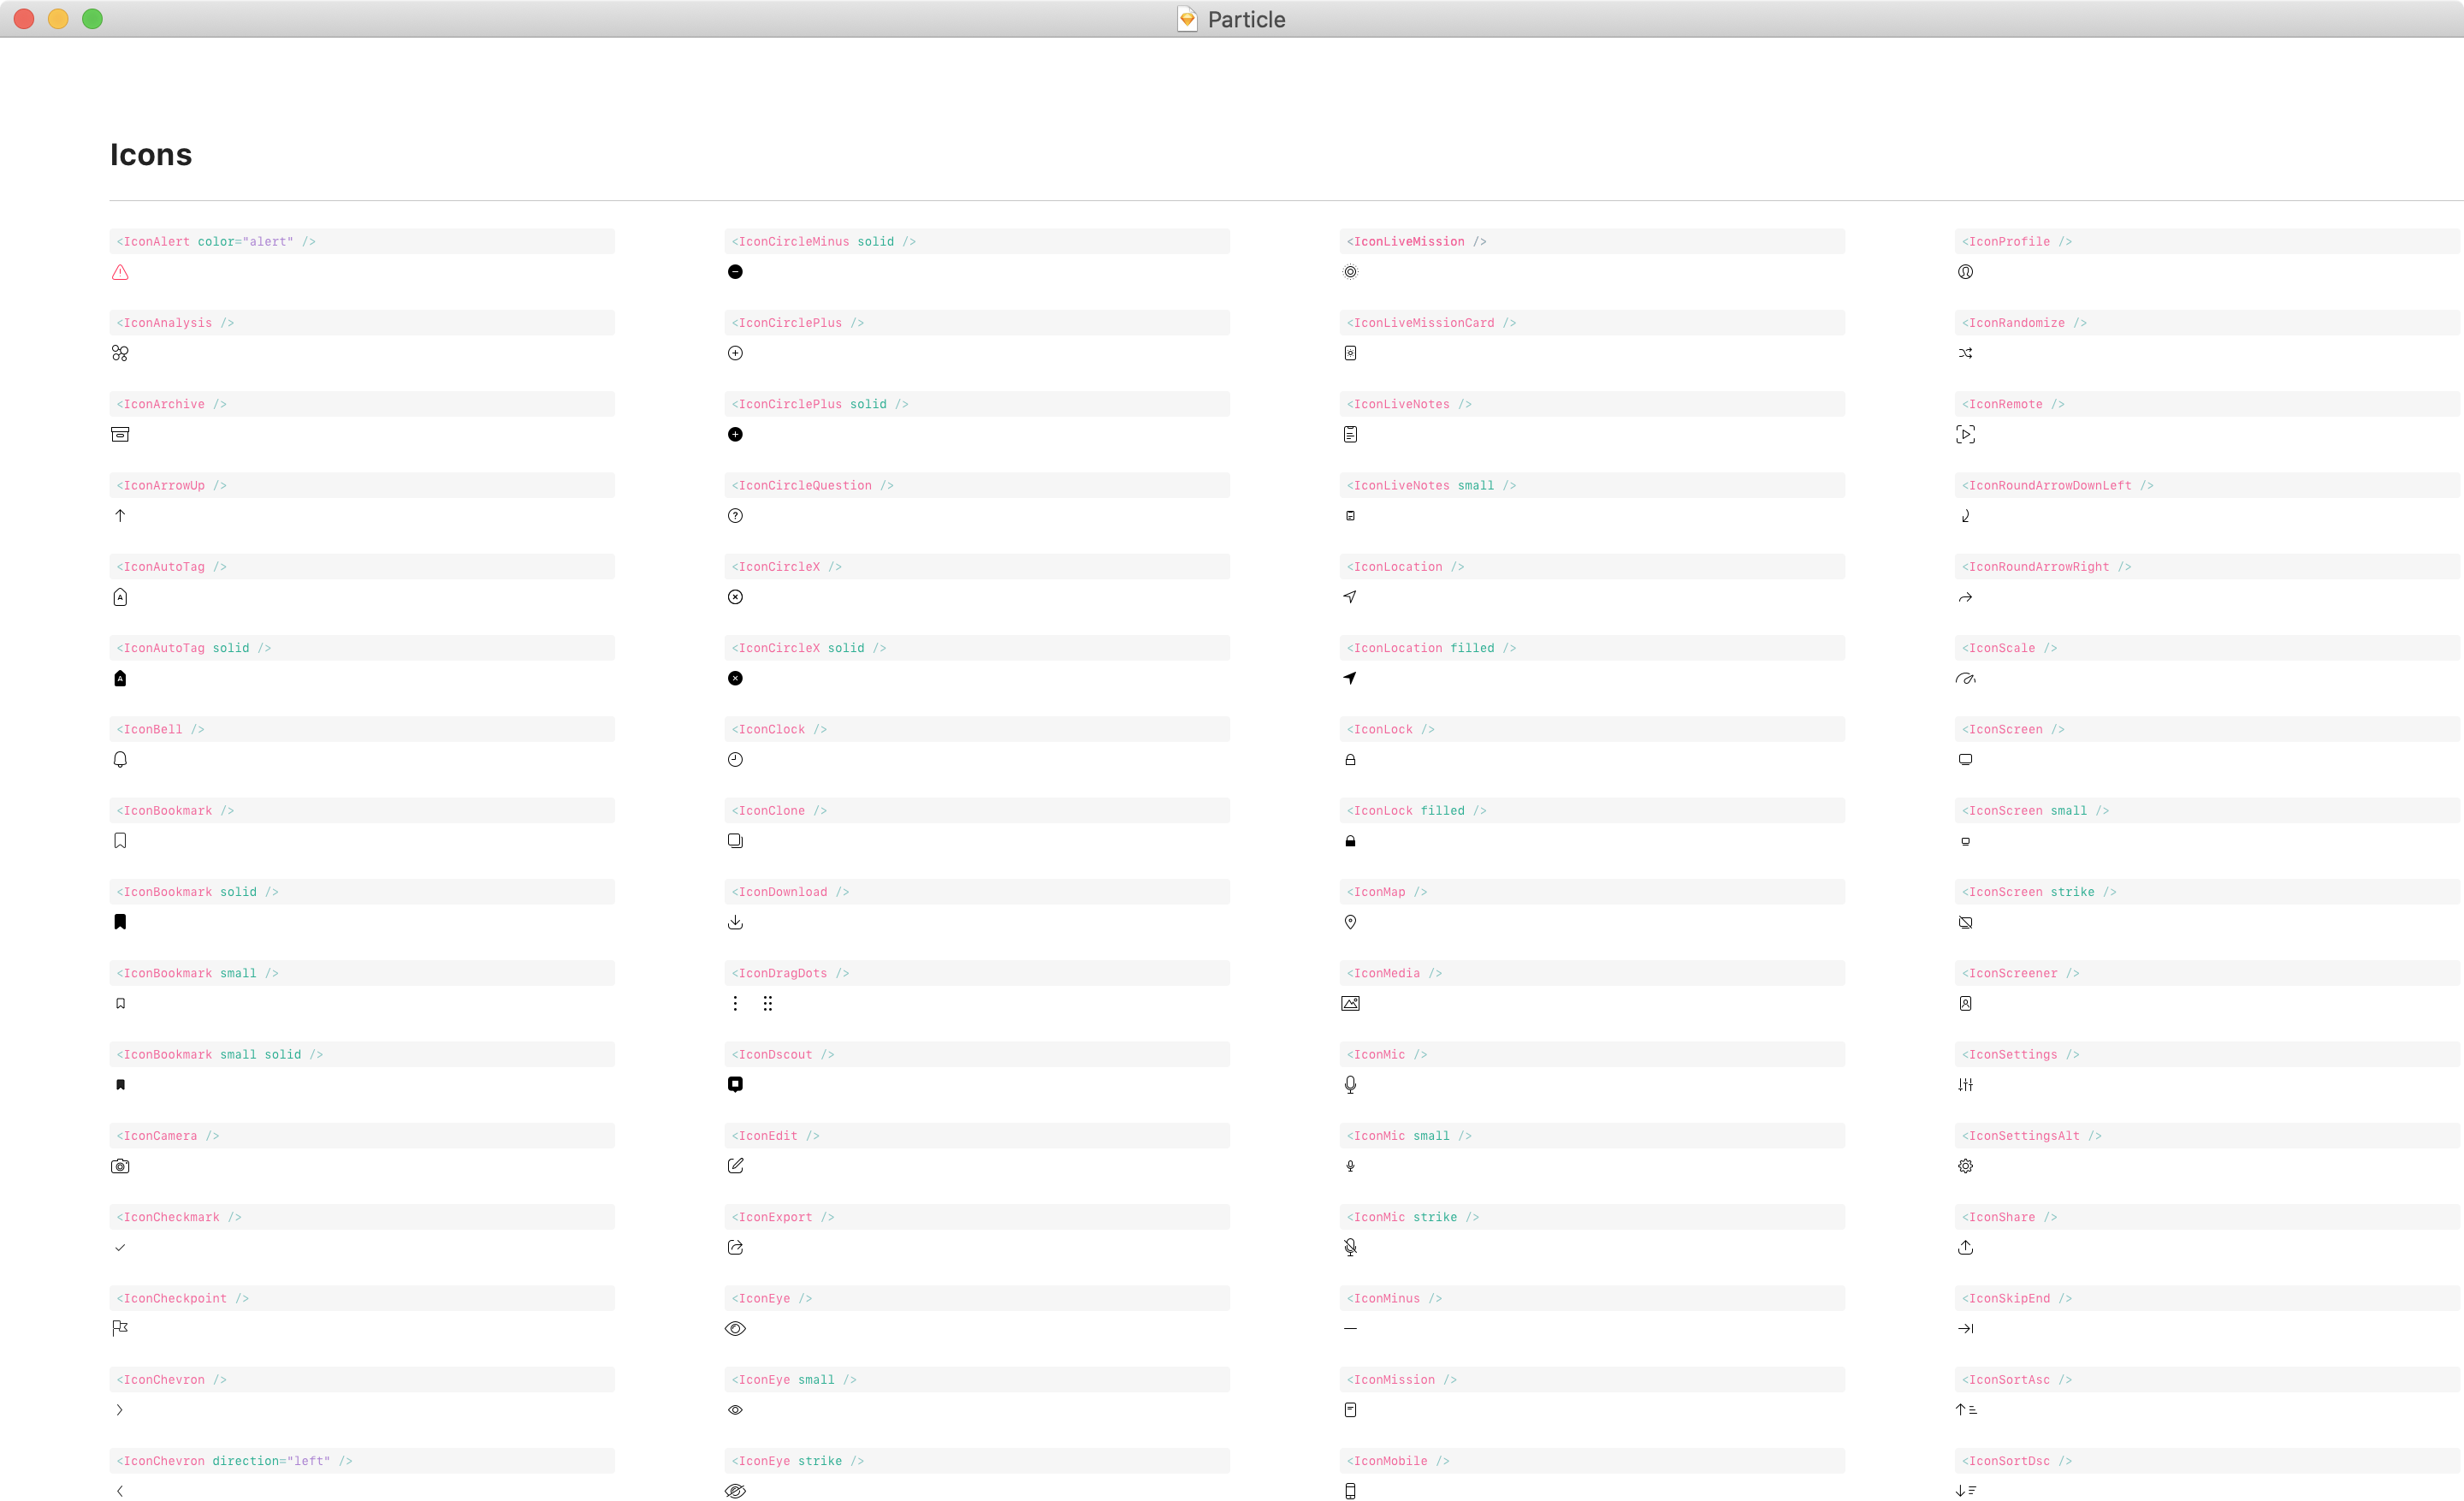 Particle
Icons
<IconAlert color="alert" />
<IconAnalysis />
<IconArchive />
<IconArrowUp />
<IconAutoTag />
<IconAutoTag solid />
<IconBell />
<IconBookmark />
<IconBookmark solid />
<IconBookmark small />
<IconBookmark small solid />
<IconCamera />
<IconCheckmark />
<IconCheckpoint />
<IconChevron />
<IconChevron direction="left" />
<IconCircleMinus solid />
<IconCirclePlus />
<IconCirclePlus solid />
<IconCircleQuestion />
<IconCircleX />
<IconCircleX solid />
<IconClock />
<IconClone />
<IconDownload />
<IconDragDots />
<IconDscout />
<IconEdit />
<IconExport />
<IconEye />
<IconEye small />
<IconEye strike />
<IconLiveMission />
<IconLiveMissionCard />
<IconLiveNotes />
<IconLiveNotes small />
<IconLocation />
<IconLocation filled />
<IconLock />
<IconLock filled />
<IconMap />
<IconMedia />
<IconMic />
<IconMic small />
<IconMic strike />
<IconMinus />
<IconMission />
<IconMobile />
<IconProfile />
<IconRandomize />
<IconRemote />
<IconRoundArrowDownLeft />
<IconRoundArrowRight />
<IconScale />
<IconScreen />
<IconScreen small />
<IconScreen strike />
<IconScreener />
<IconSettings />
<IconSettingsAlt />
<IconShare />
<IconSkipEnd />
<IconSortAsc />
<IconSortDsc />